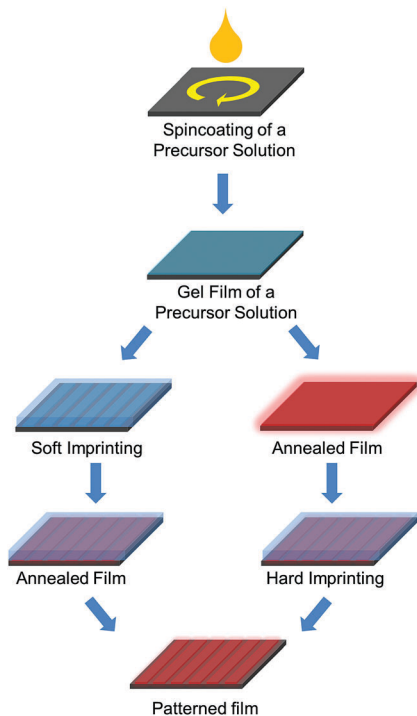 Spincoating of a
Precursor Solution
Gel Film of a
Precursor Solution
Soft Imprinting
Annealed Film
Annealed Film
Hard Imprinting
Patterned film